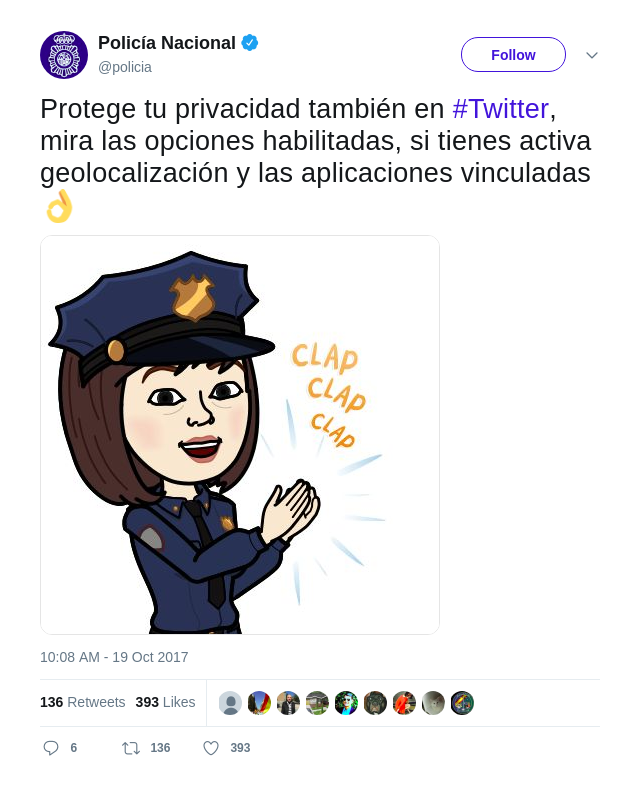 Policía Nacional
@policia
Follow
Protege tu privacidad también en #Twitter,
mira las opciones habilitadas, si tienes activa
geolocalización y las aplicaciones vinculadas
👌
CLAP
CLAP
CLAP
10:08 AM - 19 Oct 2017
136 Retweets 393 Likes
6 136 393